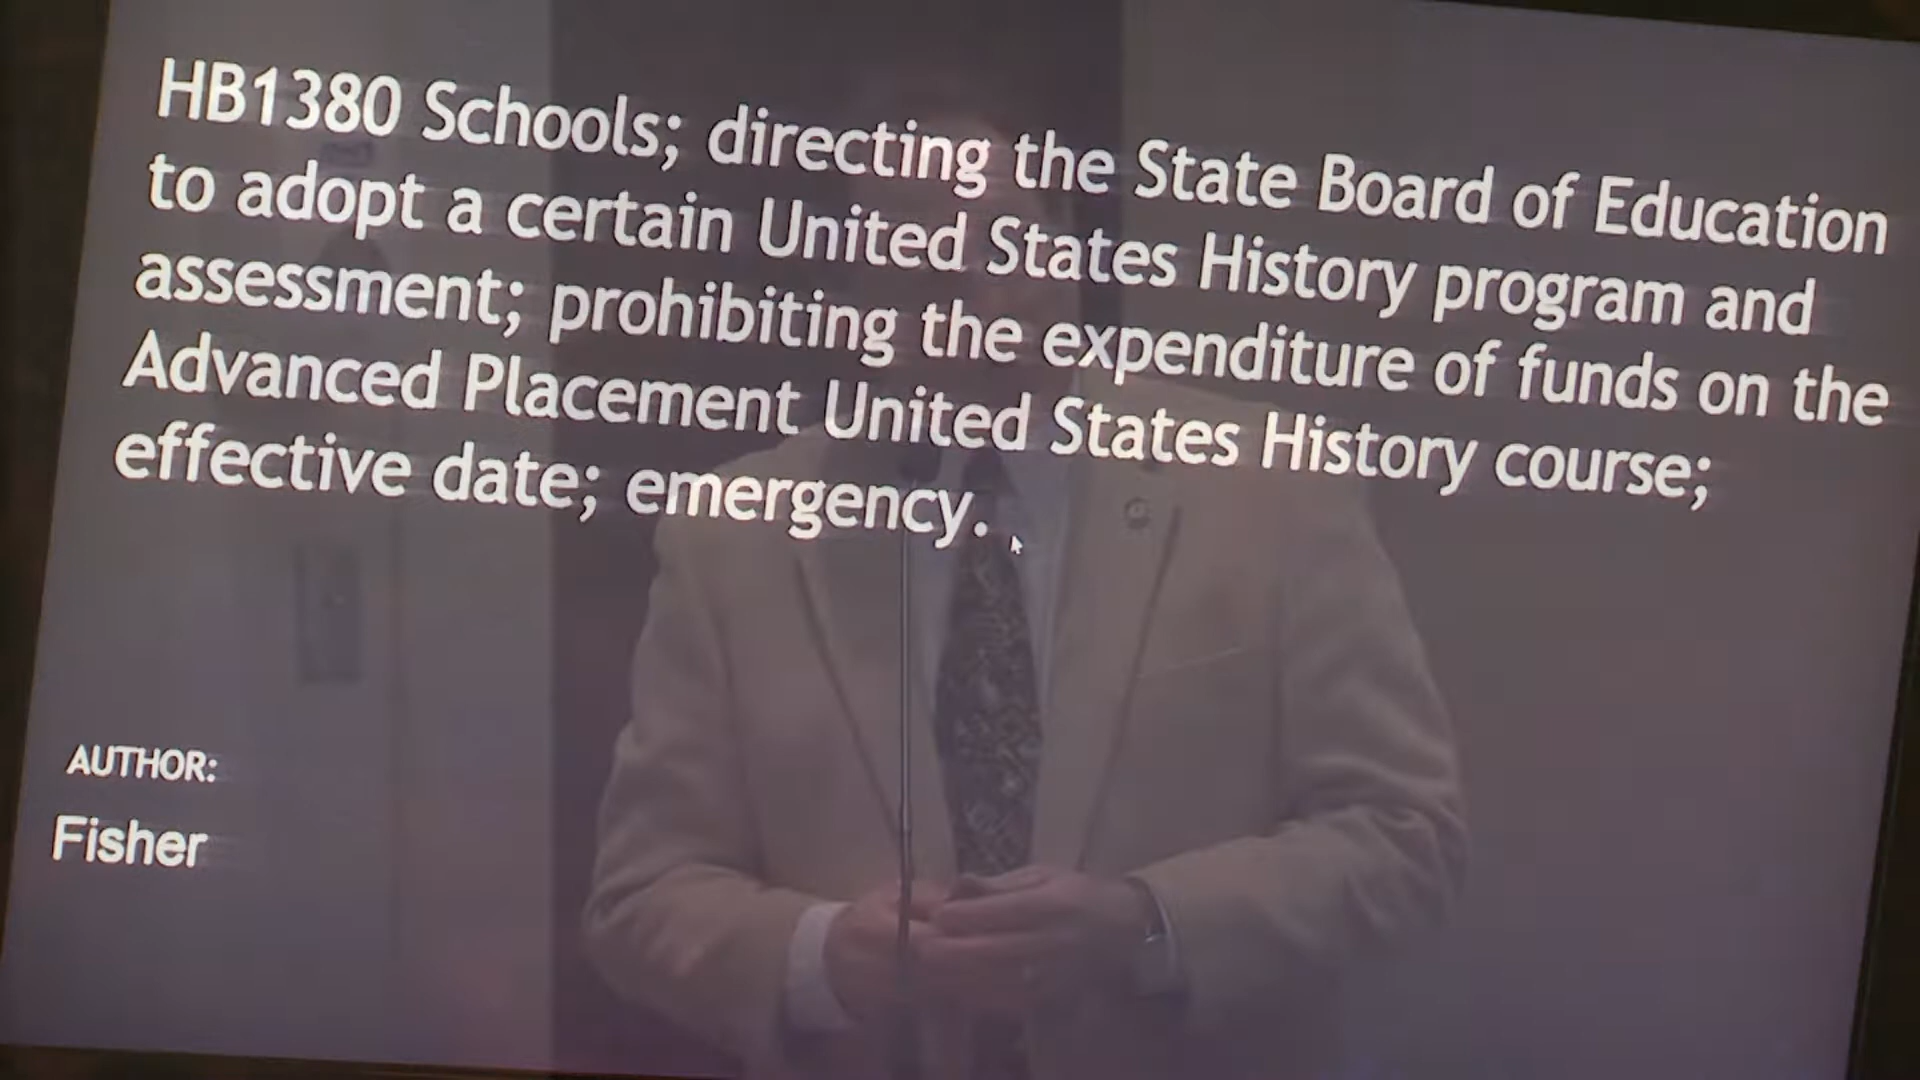 HB1380 Schools; directing the State Board of Education
to adopt a certain United States History program and
assessment; prohibiting the expenditure of funds on the
Advanced Placement United States History course;
effective date; emergency.
AUTHOR:
Fisher